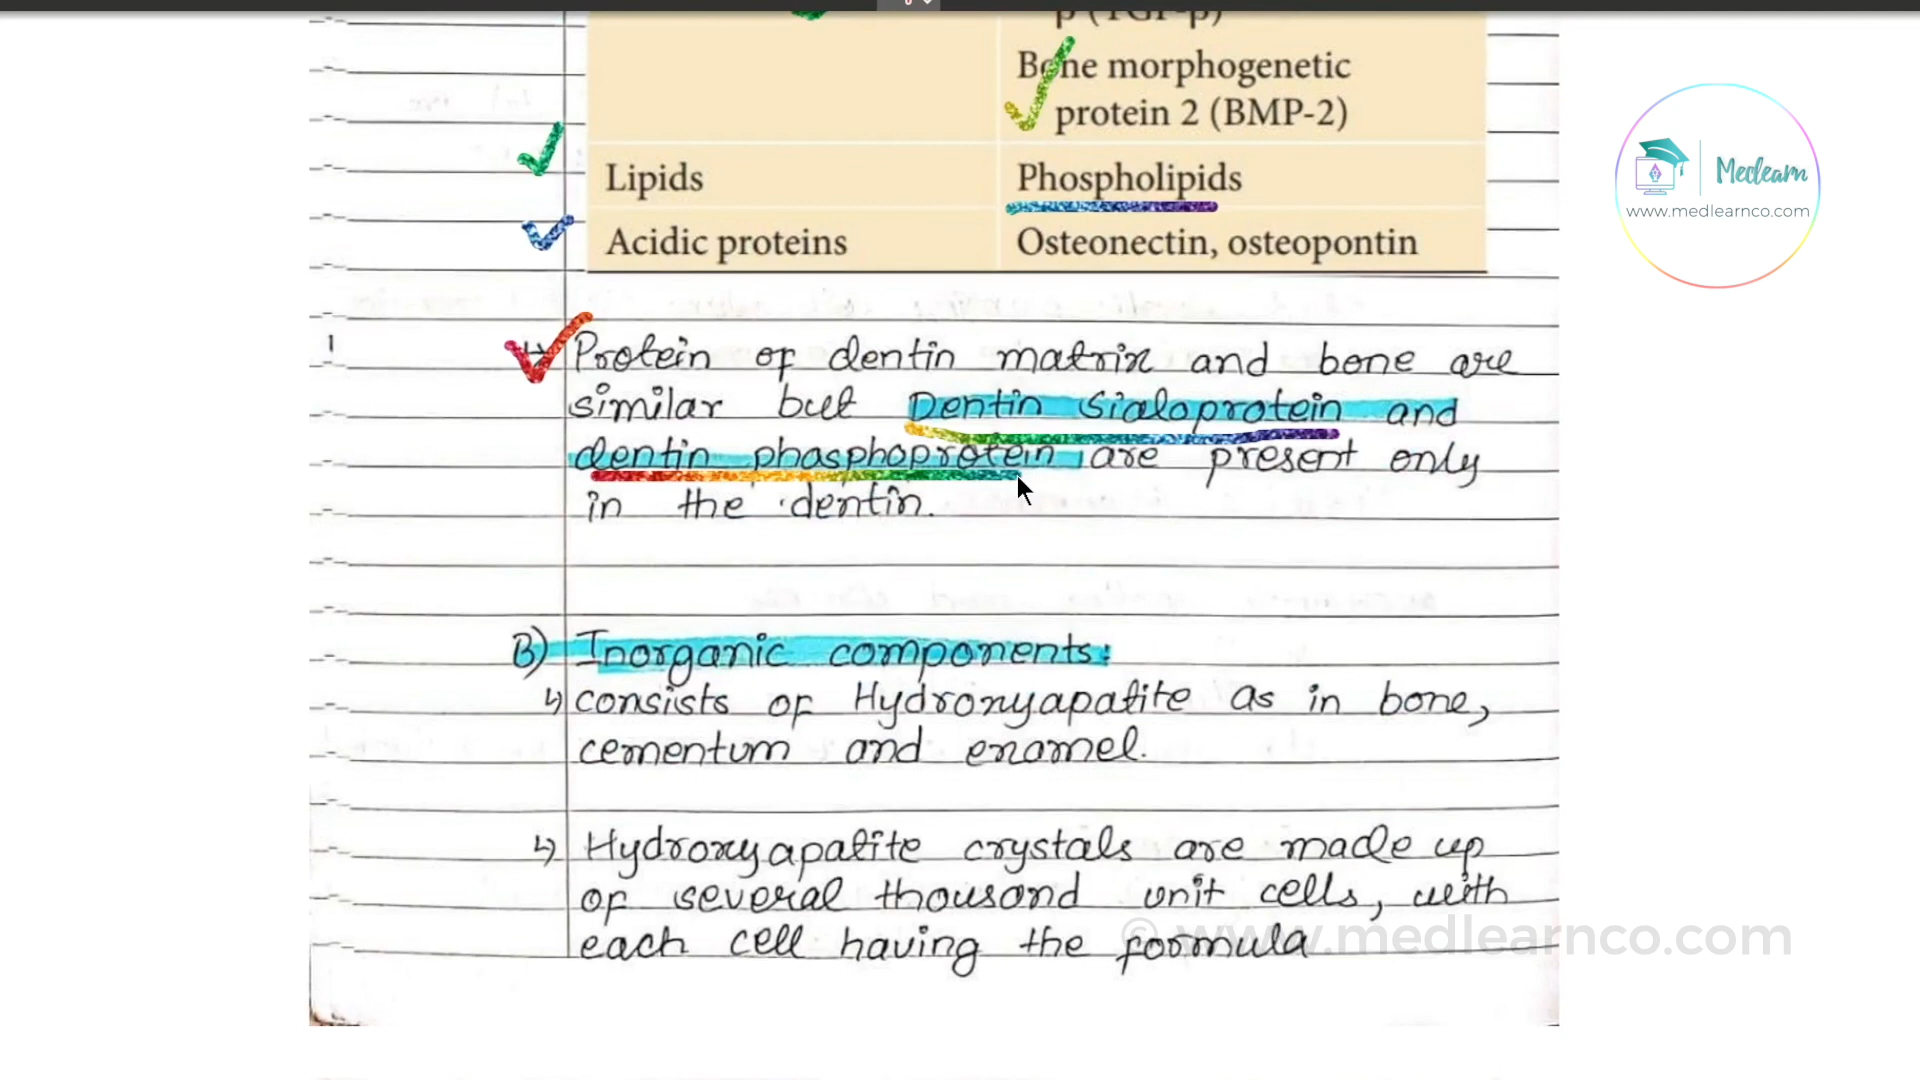 β (TGF-β)
Bone morphogenetic
protein 2 (BMP-2)
Lipids Phospholipids
Acidic proteins Osteonectin, osteopontin
Medlearn
www.medlearnco.com
Protein of dentin matrix and bone are
similar but Dentin Sialoprotein and
dentin phasphoprotein are present only
in the dentin.
B) Inorganic components:
↳ consists of Hydroxyapatite as in bone,
cementum and enamel.
↳ Hydroxyapatite crystals are made up
of several thousand unit cells, with
each cell having the formula
© www.medlearnco.com